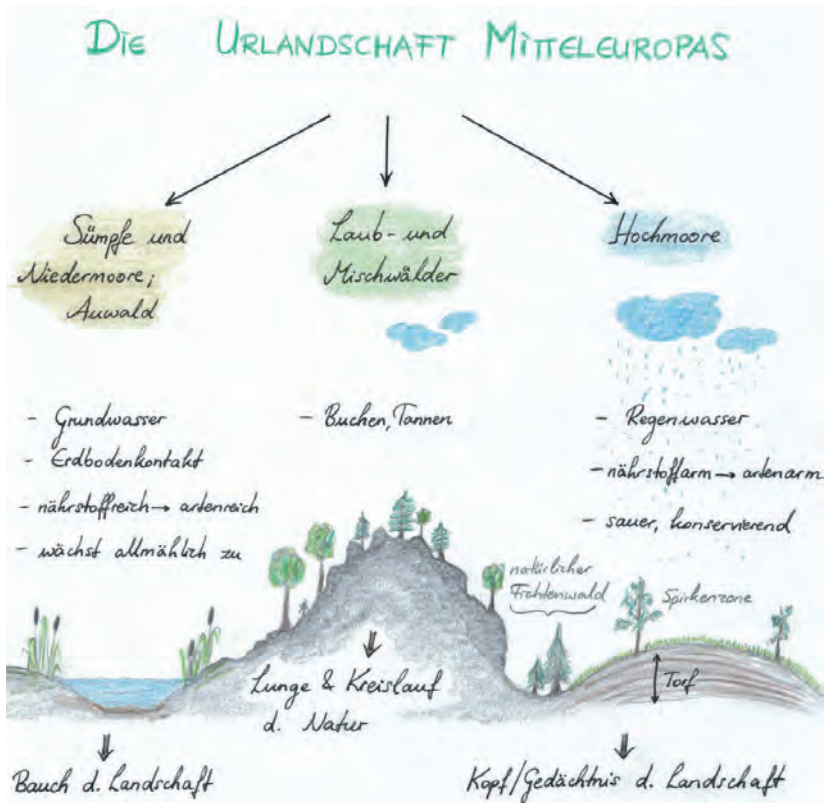 DIE URLANDSCHAFT MITTELEUROPAS
Sümpfe und
Niedermoore;
Auwald
- Grundwasser
- Erdbodenkontakt
- nährstoffreich → artenreich
- wächst allmählich zu
Bauch d. Landschaft
Laub- und
Mischwälder
- Buchen, Tannen
Lunge & Kreislauf
d. Natur
Hochmoore
- Regenwasser
- nährstoffarm → artenarm
- sauer, konservierend
natürlicher
Fichtenwald
Spirkenzone
Torf
Kopf/Gedächtnis d. Landschaft